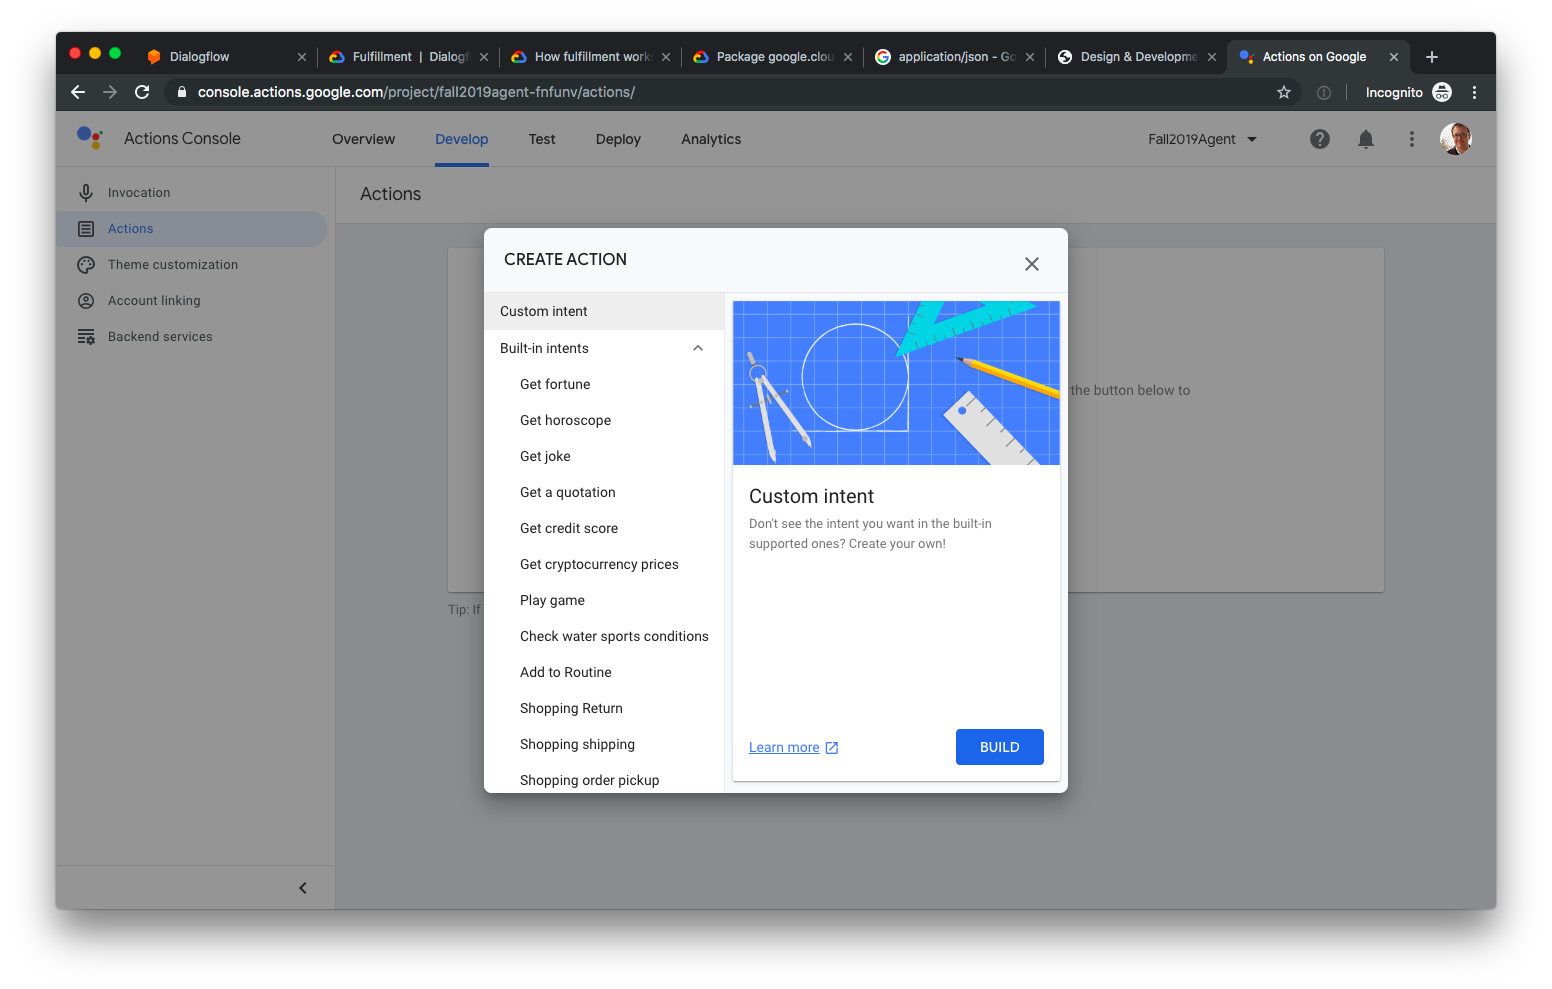 Dialogflow
Fulfillment | Dialogf
How fulfillment work
Package google.clou
application/json - Go
Design & Developme
Actions on Google
console.actions.google.com/project/fall2019agent-fnfunv/actions/
Incognito
Actions Console
Overview
Develop
Test
Deploy
Analytics
Fall2019Agent
Invocation
Actions
Theme customization
Account linking
Backend services
Actions
CREATE ACTION
Custom intent
Built-in intents
Get fortune
Get horoscope
Get joke
Get a quotation
Get credit score
Get cryptocurrency prices
Play game
Check water sports conditions
Add to Routine
Shopping Return
Shopping shipping
Shopping order pickup
Custom intent
Don't see the intent you want in the built-in
supported ones? Create your own!
Learn more
BUILD
the button below to
Tip: If